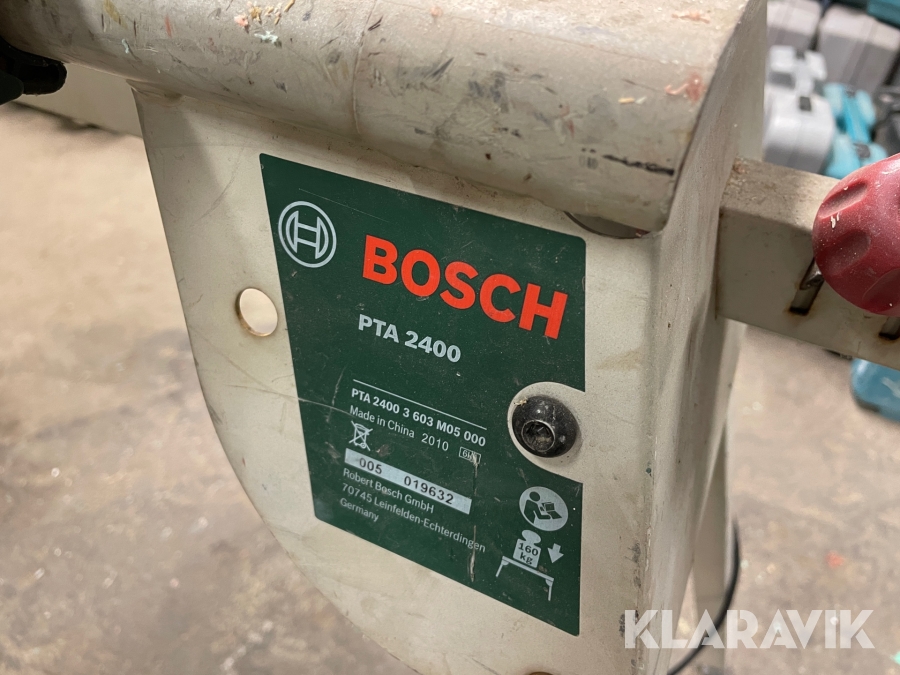 BOSCH
PTA 2400
PTA 2400 3 603 M05 000
Made in China 2010
005 019632
Robert Bosch GmbH
70745 Leinfelden-Echterdingen
Germany
160
kg
KLARAVIK